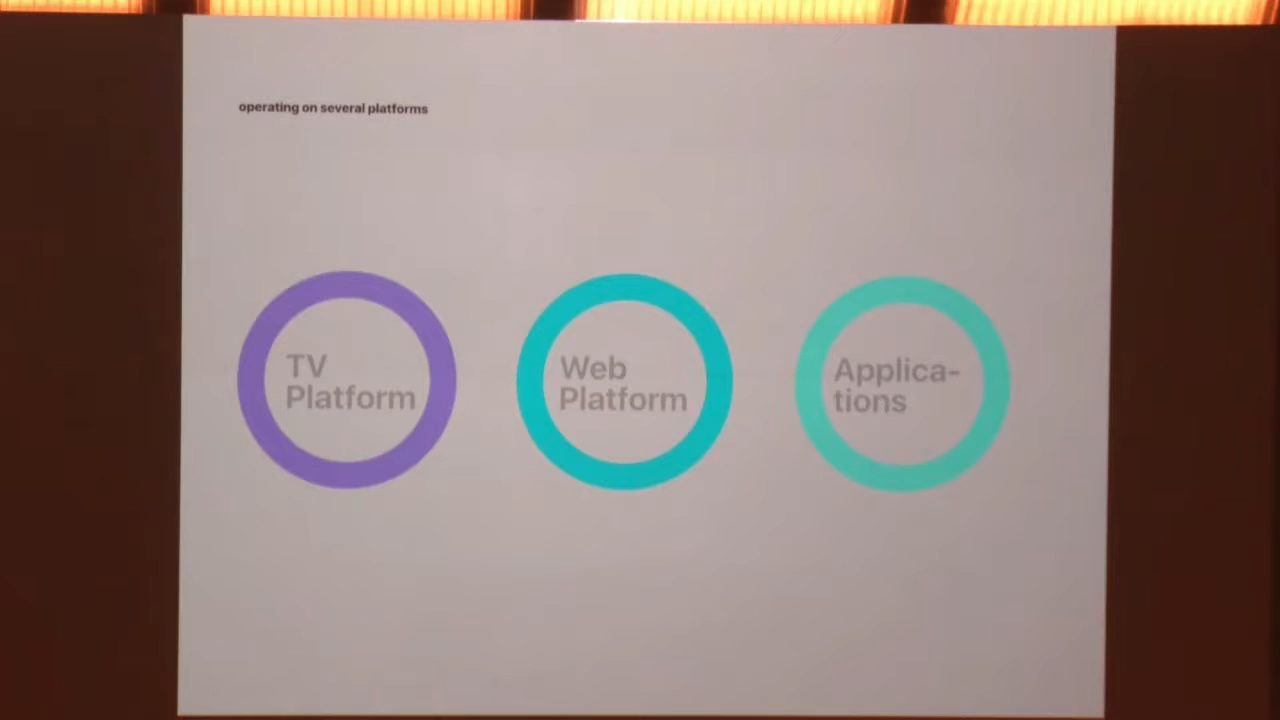 operating on several platforms
TV
Platform
Web
Platform
Applica-
tions